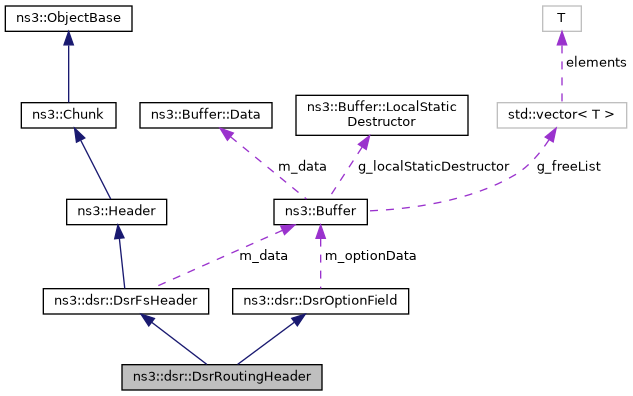 ns3::ObjectBase
T
elements
ns3::Chunk
ns3::Buffer::Data
ns3::Buffer::LocalStatic
Destructor
std::vector< T >
m_data
g_localStaticDestructor
g_freeList
ns3::Header
ns3::Buffer
m_data
m_optionData
ns3::dsr::DsrFsHeader
ns3::dsr::DsrOptionField
ns3::dsr::DsrRoutingHeader